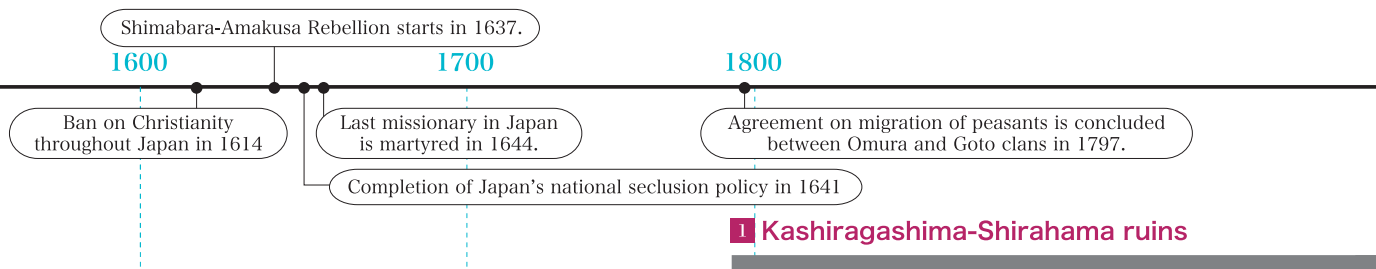 Shimabara-Amakusa Rebellion starts in 1637.
1600
1700
1800
Ban on Christianity
throughout Japan in 1614
Last missionary in Japan
is martyred in 1644.
Agreement on migration of peasants is concluded
between Omura and Goto clans in 1797.
Completion of Japan's national seclusion policy in 1641
1 Kashiragashima-Shirahama ruins